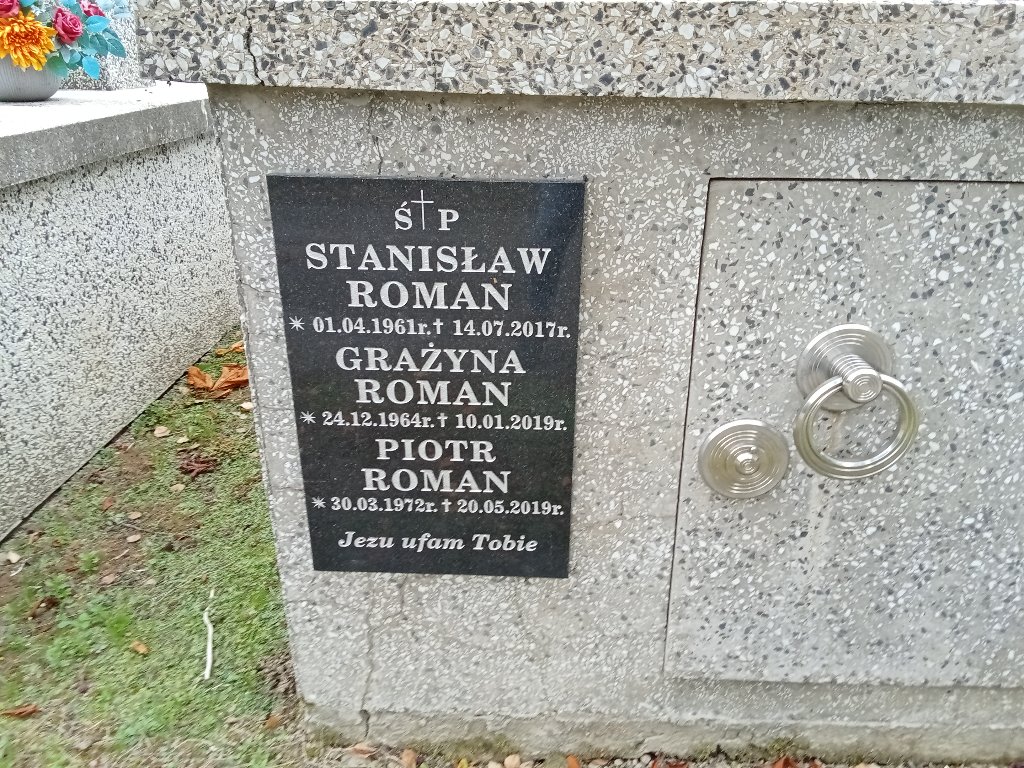 Ś†P
STANISŁAW
ROMAN
* 01.04.1961r. † 14.07.2017r.
GRAŻYNA
ROMAN
* 24.12.1964r. † 10.01.2019r.
PIOTR
ROMAN
* 30.03.1972r. † 20.05.2019r.
Jezu ufam Tobie